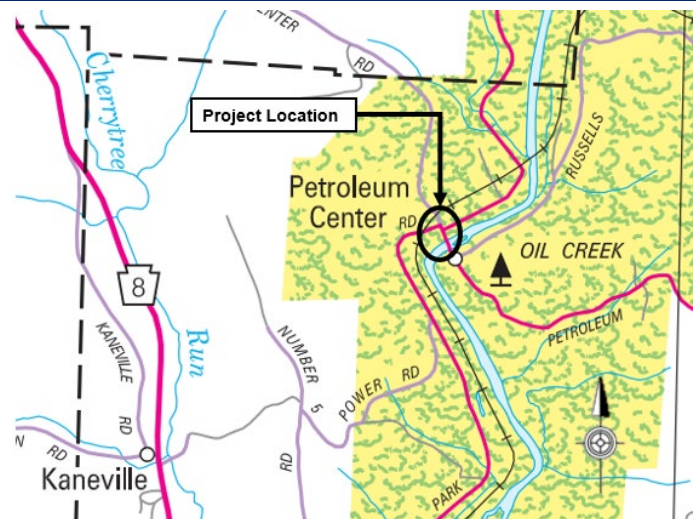 ENTER
RD
Cherrytree
Project Location
RUSSELLS
Petroleum
Center
RD
OIL CREEK
8
PETROLEUM
KANEVILLE
RD
Run
NUMBER
5
RD
POWER RD
N RD
Kaneville
PARK